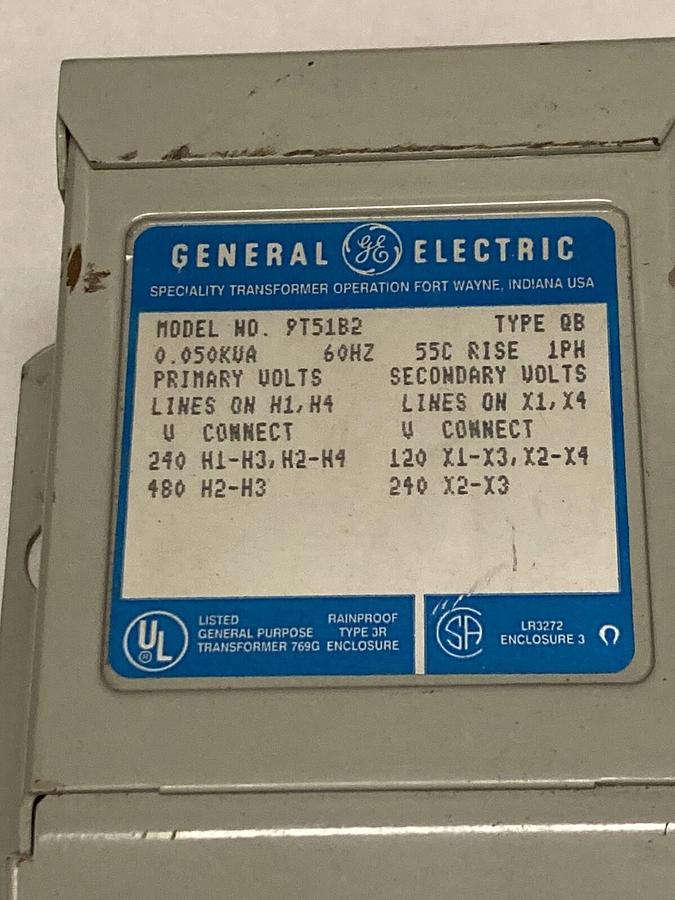 GENERAL GE ELECTRIC
SPECIALITY TRANSFORMER OPERATION FORT WAYNE, INDIANA USA
MODEL NO. 9T51B2 TYPE QB
0.050KVA 60HZ 55C RISE 1PH
PRIMARY VOLTS SECONDARY VOLTS
LINES ON H1,H4 LINES ON X1,X4
V CONNECT V CONNECT
240 H1-H3,H2-H4 120 X1-X3,X2-X4
480 H2-H3 240 X2-X3
UL ®
LISTED
GENERAL PURPOSE
TRANSFORMER 769G
RAINPROOF
TYPE 3R
ENCLOSURE
SA
LR3272
ENCLOSURE 3